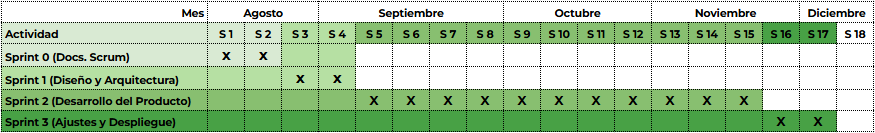 Mes Agosto Septiembre Octubre Noviembre Diciembre
Actividad S 1 S 2 S 3 S 4 S 5 S 6 S 7 S 8 S 9 S 10 S 11 S 12 S 13 S 14 S 15 S 16 S 17 S 18
Sprint 0 (Docs. Scrum) X X
Sprint 1 (Diseño y Arquitectura) X X
Sprint 2 (Desarrollo del Producto) X X X X X X X X X X X
Sprint 3 (Ajustes y Despliegue) X X